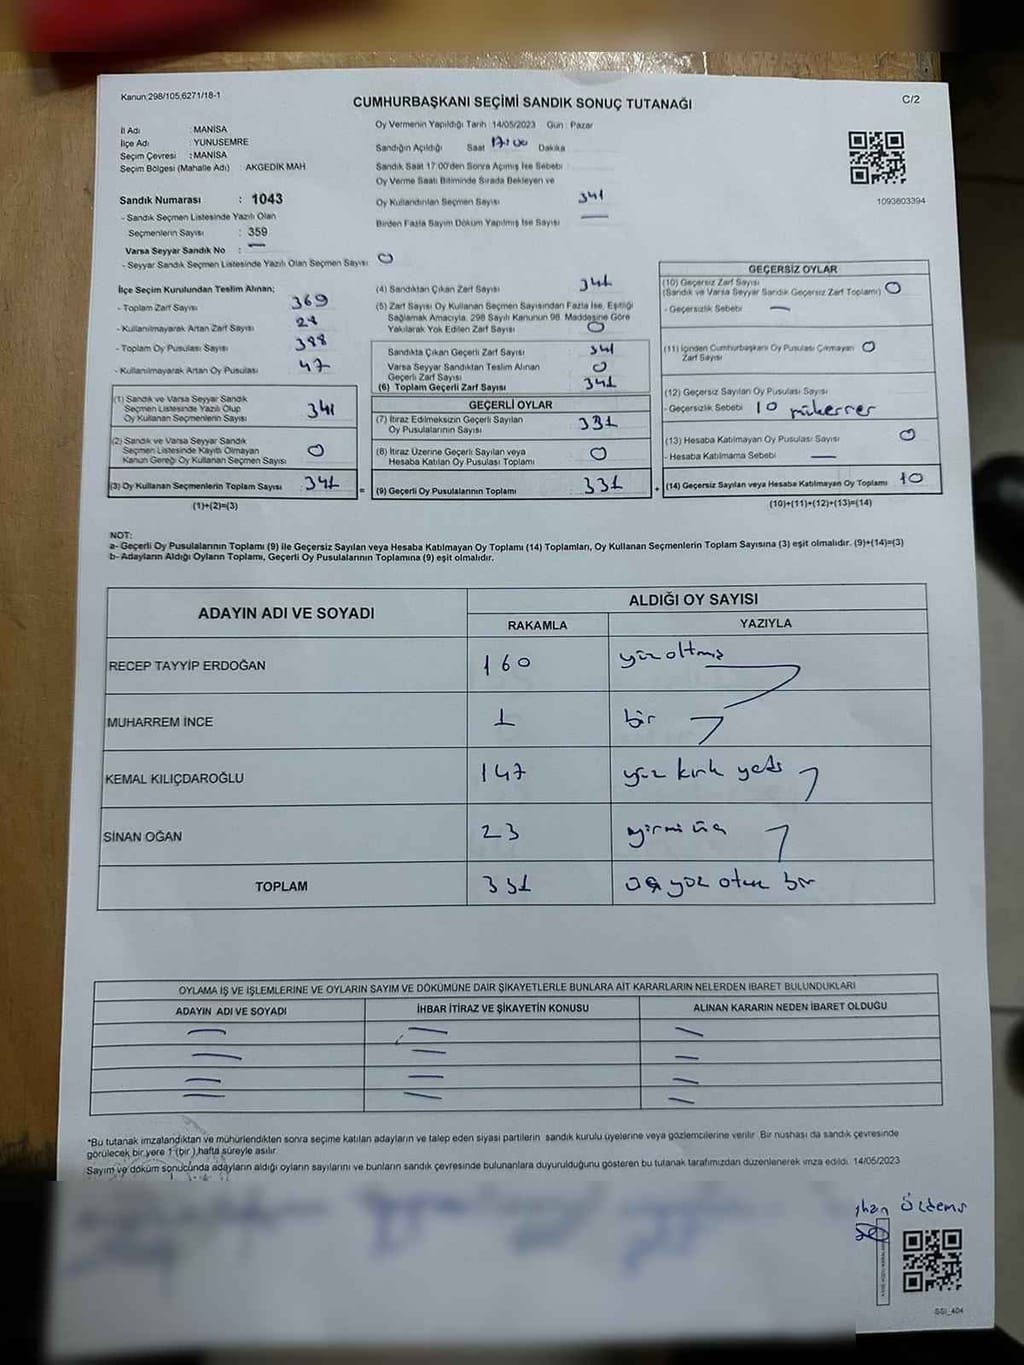 Kanun:298/105,6271/18-1
CUMHURBAŞKANI SEÇİMİ SANDIK SONUÇ TUTANAĞI
C/2
İl Adı : MANİSA
İlçe Adı : YUNUSEMRE
Seçim Çevresi : MANİSA
Seçim Bölgesi (Mahalle Adı) AKGEDİK MAH
Oy Vermenin Yapıldığı Tarih : 14/05/2023 Gün : Pazar
Sandığın Açıldığı Saat 17:00 Dakika
Sandık Saat 17:00'den Sonra Açılmış İse Sebebi
Oy Verme Saati Bitiminde Sırada Bekleyen ve
Oy Kullandırılan Seçmen Sayısı 341
Birden Fazla Sayım Döküm Yapılmış İse Sayısı —
1093803394
Sandık Numarası : 1043
- Sandık Seçmen Listesinde Yazılı Olan
Seçmenlerin Sayısı : 359
Varsa Seyyar Sandık No : —
- Seyyar Sandık Seçmen Listesinde Yazılı Olan Seçmen Sayısı 0
İlçe Seçim Kurulundan Teslim Alınan;
- Toplam Zarf Sayısı 369
- Kullanılmayarak Artan Zarf Sayısı 28
- Toplam Oy Pusulası Sayısı 388
- Kullanılmayarak Artan Oy Pusulası 47
(1) Sandık ve Varsa Seyyar Sandık
Seçmen Listesinde Yazılı Olup
Oy Kullanan Seçmenlerin Sayısı 341
(2) Sandık ve Varsa Seyyar Sandık
Seçmen Listesinde Kayıtlı Olmayan
Kanun Gereği Oy Kullanan Seçmen Sayısı 0
(3) Oy Kullanan Seçmenlerin Toplam Sayısı 341 =
(1)+(2)=(3)
(4) Sandıktan Çıkan Zarf Sayısı 341
(5) Zarf Sayısı Oy Kullanan Seçmen Sayısından Fazla İse, Eşitliği
Sağlamak Amacıyla, 298 Sayılı Kanunun 98. Maddesine Göre
Yakılarak Yok Edilen Zarf Sayısı 0
Sandıkta Çıkan Geçerli Zarf Sayısı 341
Varsa Seyyar Sandıktan Teslim Alınan
Geçerli Zarf Sayısı 0
(6) Toplam Geçerli Zarf Sayısı 341
GEÇERLİ OYLAR
(7) İtiraz Edilmeksizin Geçerli Sayılan
Oy Pusulalarının Sayısı 331
(8) İtiraz Üzerine Geçerli Sayılan veya
Hesaba Katılan Oy Pusulası Toplamı 0
(9) Geçerli Oy Pusulalarının Toplamı 331 +
GEÇERSİZ OYLAR
(10) Geçersiz Zarf Sayısı
(Sandık ve Varsa Seyyar Sandık Geçersiz Zarf Toplamı) 0
- Geçersizlik Sebebi —
(11) İçinden Cumhurbaşkanı Oy Pusulası Çıkmayan 0
Zarf Sayısı
(12) Geçersiz Sayılan Oy Pusulası Sayısı
- Geçersizlik Sebebi 10 mükerrer
(13) Hesaba Katılmayan Oy Pusulası Sayısı 0
- Hesaba Katılmama Sebebi —
(14) Geçersiz Sayılan veya Hesaba Katılmayan Oy Toplamı 10
(10)+(11)+(12)+(13)=(14)
NOT:
a- Geçerli Oy Pusulalarının Toplamı (9) ile Geçersiz Sayılan veya Hesaba Katılmayan Oy Toplamı (14) Toplamları, Oy Kullanan Seçmenlerin Toplam Sayısına (3) eşit olmalıdır. (9)+(14)=(3)
b- Adayların Aldığı Oyların Toplamı, Geçerli Oy Pusulalarının Toplamına (9) eşit olmalıdır.
ADAYIN ADI VE SOYADI ALDIĞI OY SAYISI
RAKAMLA YAZIYLA
RECEP TAYYİP ERDOĞAN 160 yüz altmış
MUHARREM İNCE 1 bir
KEMAL KILIÇDAROĞLU 147 yüz kırk yedi
SİNAN OĞAN 23 yirmi üç
TOPLAM 331 üç yüz otuz bir
OYLAMA İŞ VE İŞLEMLERİNE VE OYLARIN SAYIM VE DÖKÜMÜNE DAİR ŞİKAYETLERLE BUNLARA AİT KARARLARIN NELERDEN İBARET BULUNDUKLARI
ADAYIN ADI VE SOYADI İHBAR İTİRAZ VE ŞİKAYETİN KONUSU ALINAN KARARIN NEDEN İBARET OLDUĞU
— — —
— — —
— — —
— — —
*Bu tutanak imzalandıktan ve mühürlendikten sonra seçime katılan adayların ve talep eden siyasi partilerin sandık kurulu üyelerine veya gözlemcilerine verilir. Bir nüshası da sandık çevresinde
görülecek bir yere 1 (bir ) hafta süreyle asılır.
Sayım ve döküm sonucunda adayların aldığı oyların sayılarını ve bunların sandık çevresinde bulunanlara duyurulduğunu gösteren bu tutanak tarafımızdan düzenlenerek imza edildi. 14/05/2023
SSI_404